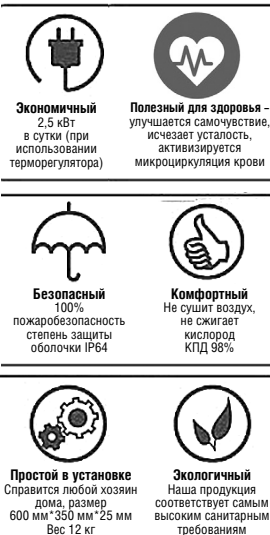 Экономичный
2,5 кВт
в сутки (при
использовании
терморегулятора)
Полезный для здоровья –
улучшается самочувствие,
исчезает усталость,
активизируется
микроциркуляция крови
Безопасный
100%
пожаробезопасность
степень защиты
оболочки IP64
Комфортный
Не сушит воздух,
не сжигает
кислород
КПД 98%
Простой в установке
Справится любой хозяин
дома, размер
600 мм*350 мм*25 мм
Вес 12 кг
Экологичный
Наша продукция
соответствует самым
высоким санитарным
требованиям